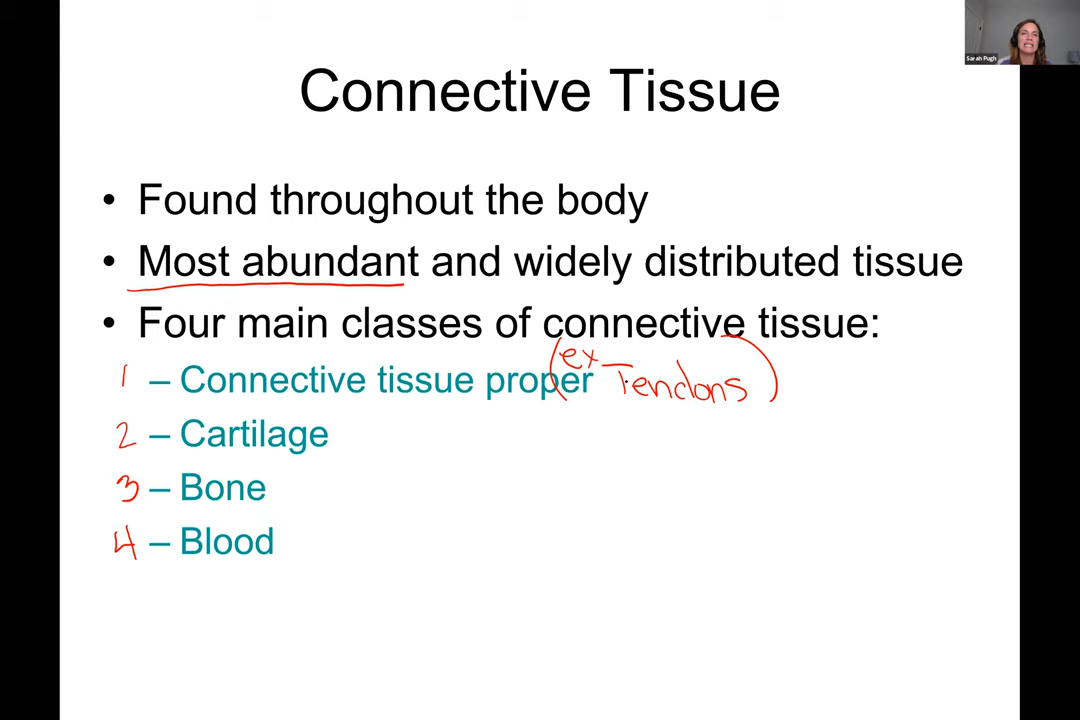 Sarah Pugh
Connective Tissue
• Found throughout the body
• Most abundant and widely distributed tissue
• Four main classes of connective tissue:
1 – Connective tissue proper (ex Tendons)
2 – Cartilage
3 – Bone
4 – Blood